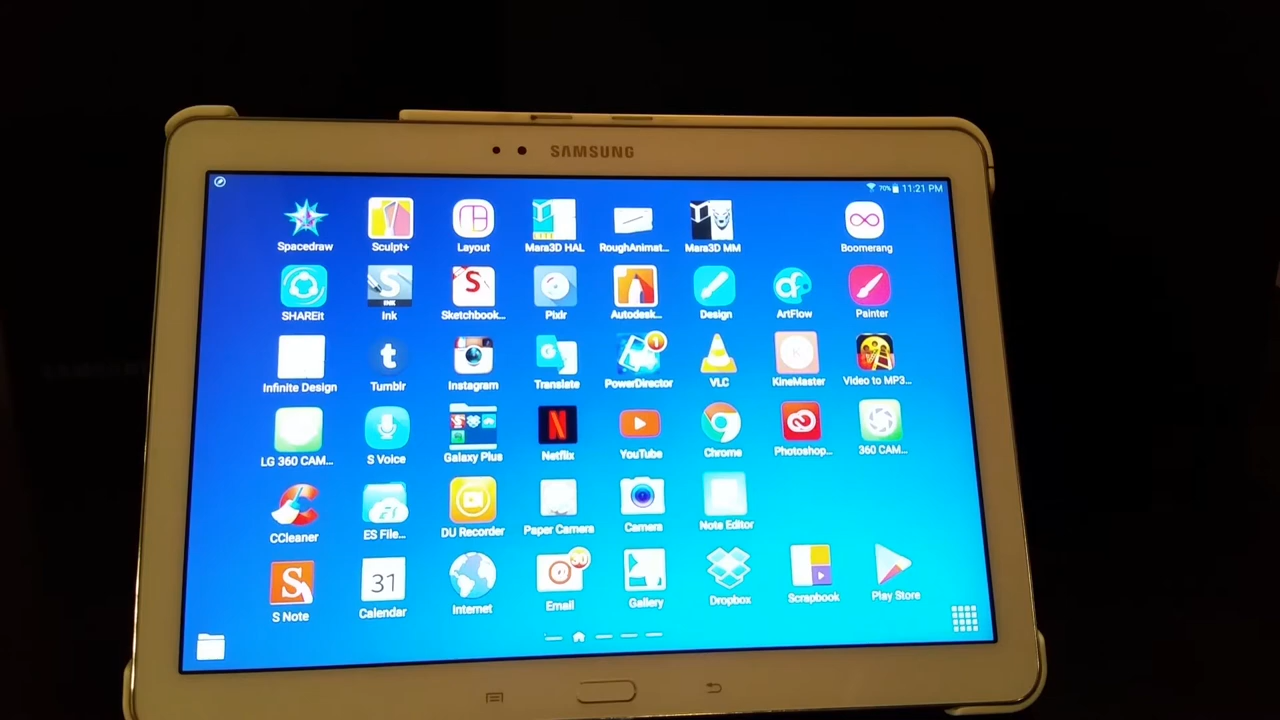 SAMSUNG
70% 11:21 PM
Spacedraw Sculpt+ Layout Mara3D HAL RoughAnimat... Mara3D MM Boomerang
SHAREit Ink Sketchbook... Pixlr Autodesk... Design ArtFlow Painter
Infinite Design Tumblr Instagram Translate PowerDirector VLC KineMaster Video to MP3...
LG 360 CAM... S Voice Galaxy Plus Netflix YouTube Chrome Photoshop... 360 CAM...
CCleaner ES File... DU Recorder Paper Camera Camera Note Editor
S Note Calendar Internet Email Gallery Dropbox Scrapbook Play Store